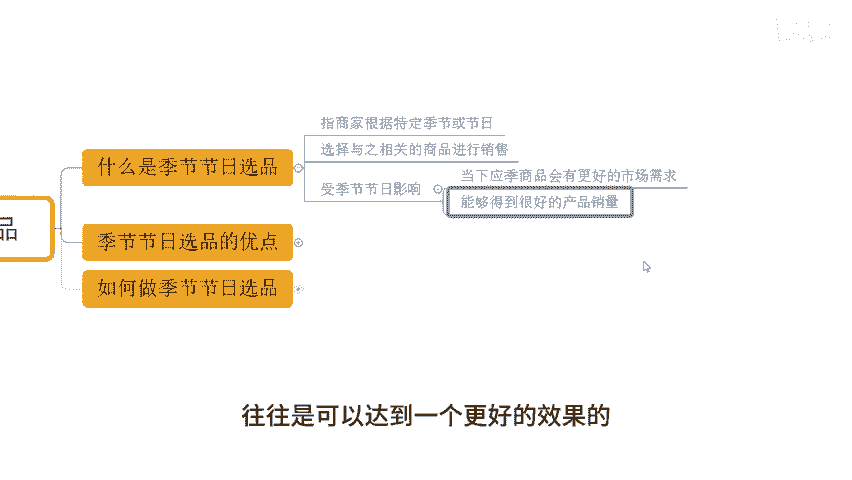 指商家根据特定季节或节日
什么是季节节日选品
选择与之相关的商品进行销售
当下应季商品会有更好的市场需求
受季节节日影响
能够得到很好的产品销量
品
季节节日选品的优点
如何做季节节日选品
往往是可以达到一个更好的效果的